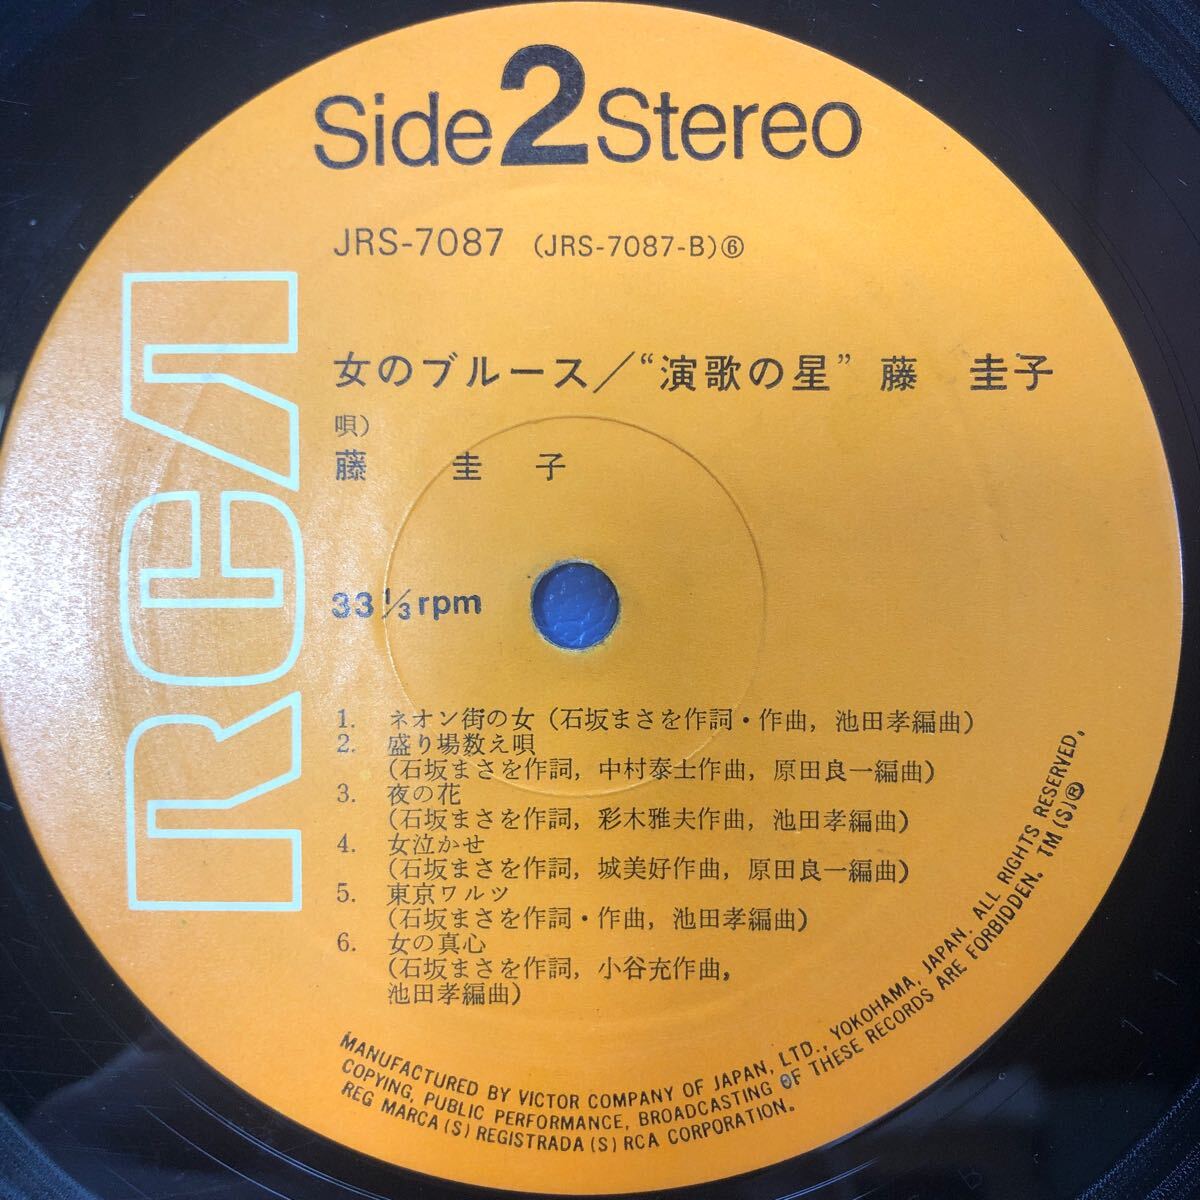 Side 2 Stereo
JRS-7087 (JRS-7087-B)⑥
女のブルース／“演歌の星” 藤 圭子
唄）
藤 圭 子
33 1/3 rpm
RCA
1. ネオン街の女（石坂まさを作詞・作曲, 池田孝編曲）
2. 盛り場数え唄
（石坂まさを作詞, 中村泰士作曲, 原田良一編曲）
3. 夜の花
（石坂まさを作詞, 彩木雅夫作曲, 池田孝編曲）
4. 女泣かせ
（石坂まさを作詞, 城美好作曲, 原田良一編曲）
5. 東京ワルツ
（石坂まさを作詞・作曲, 池田孝編曲）
6. 女の真心
（石坂まさを作詞, 小谷充作曲,
池田孝編曲）
MANUFACTURED BY VICTOR COMPANY OF JAPAN, LTD., YOKOHAMA, JAPAN. ALL RIGHTS RESERVED,
COPYING, PUBLIC PERFORMANCE, BROADCASTING OF THESE RECORDS ARE FORBIDDEN. TM(S)®
REG MARCA(S) REGISTRADA(S) RCA CORPORATION.